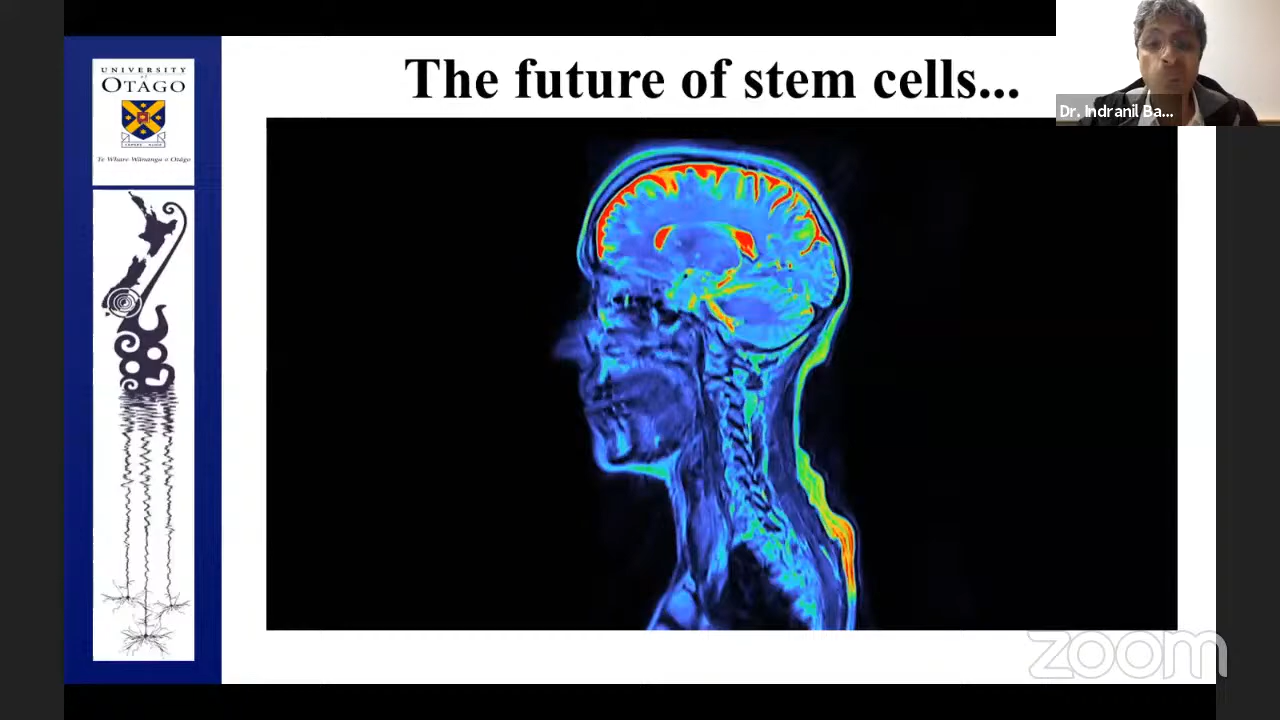 The future of stem cells...
UNIVERSITY
of
OTAGO
Te Whare Wānanga o Otāgo
Dr. Indranil Ba...
zoom